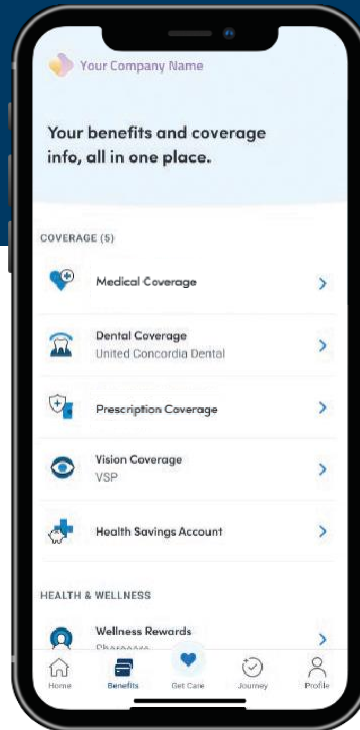 Your Company Name
Your benefits and coverage
info, all in one place.
COVERAGE (5)
Medical Coverage
Dental Coverage
United Concordia Dental
Prescription Coverage
Vision Coverage
VSP
Health Savings Account
HEALTH & WELLNESS
Wellness Rewards
Home
Benefits
Get Care
Journey
Profile